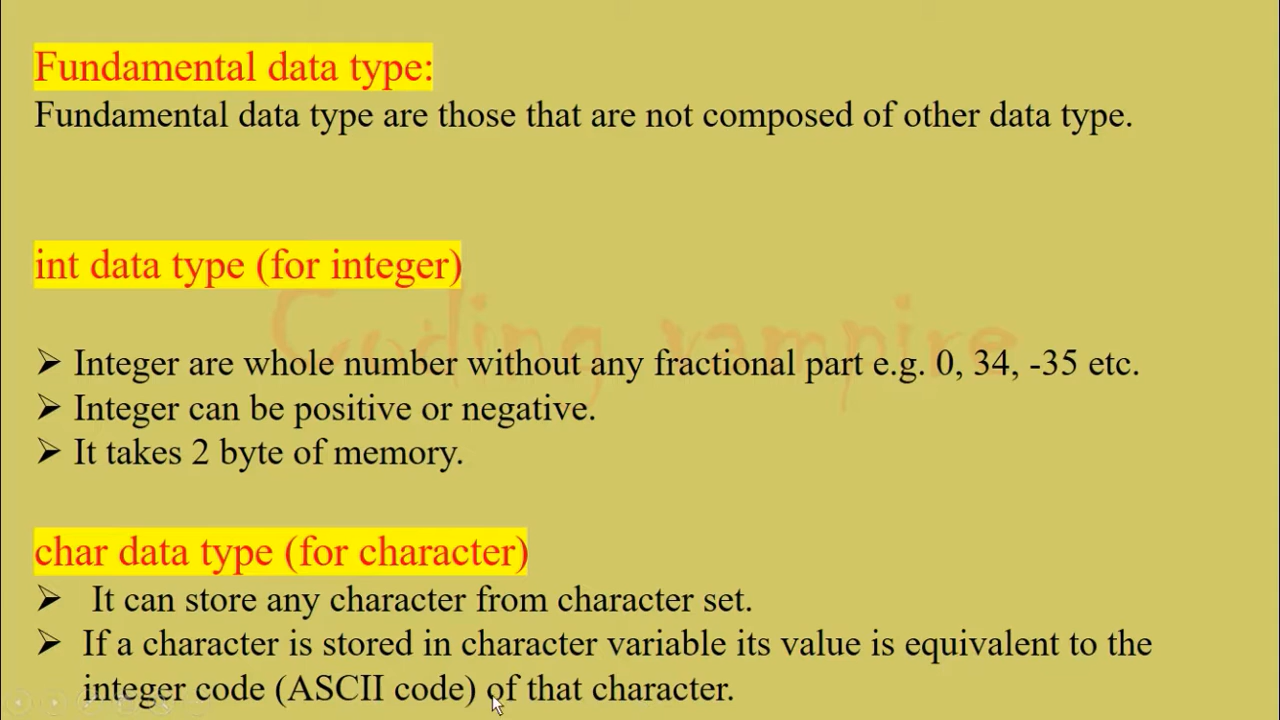 Fundamental data type:
Fundamental data type are those that are not composed of other data type.
int data type (for integer)
Coding vampire
➢ Integer are whole number without any fractional part e.g. 0, 34, -35 etc.
➢ Integer can be positive or negative.
➢ It takes 2 byte of memory.
char data type (for character)
➢ It can store any character from character set.
➢ If a character is stored in character variable its value is equivalent to the
integer code (ASCII code) of that character.